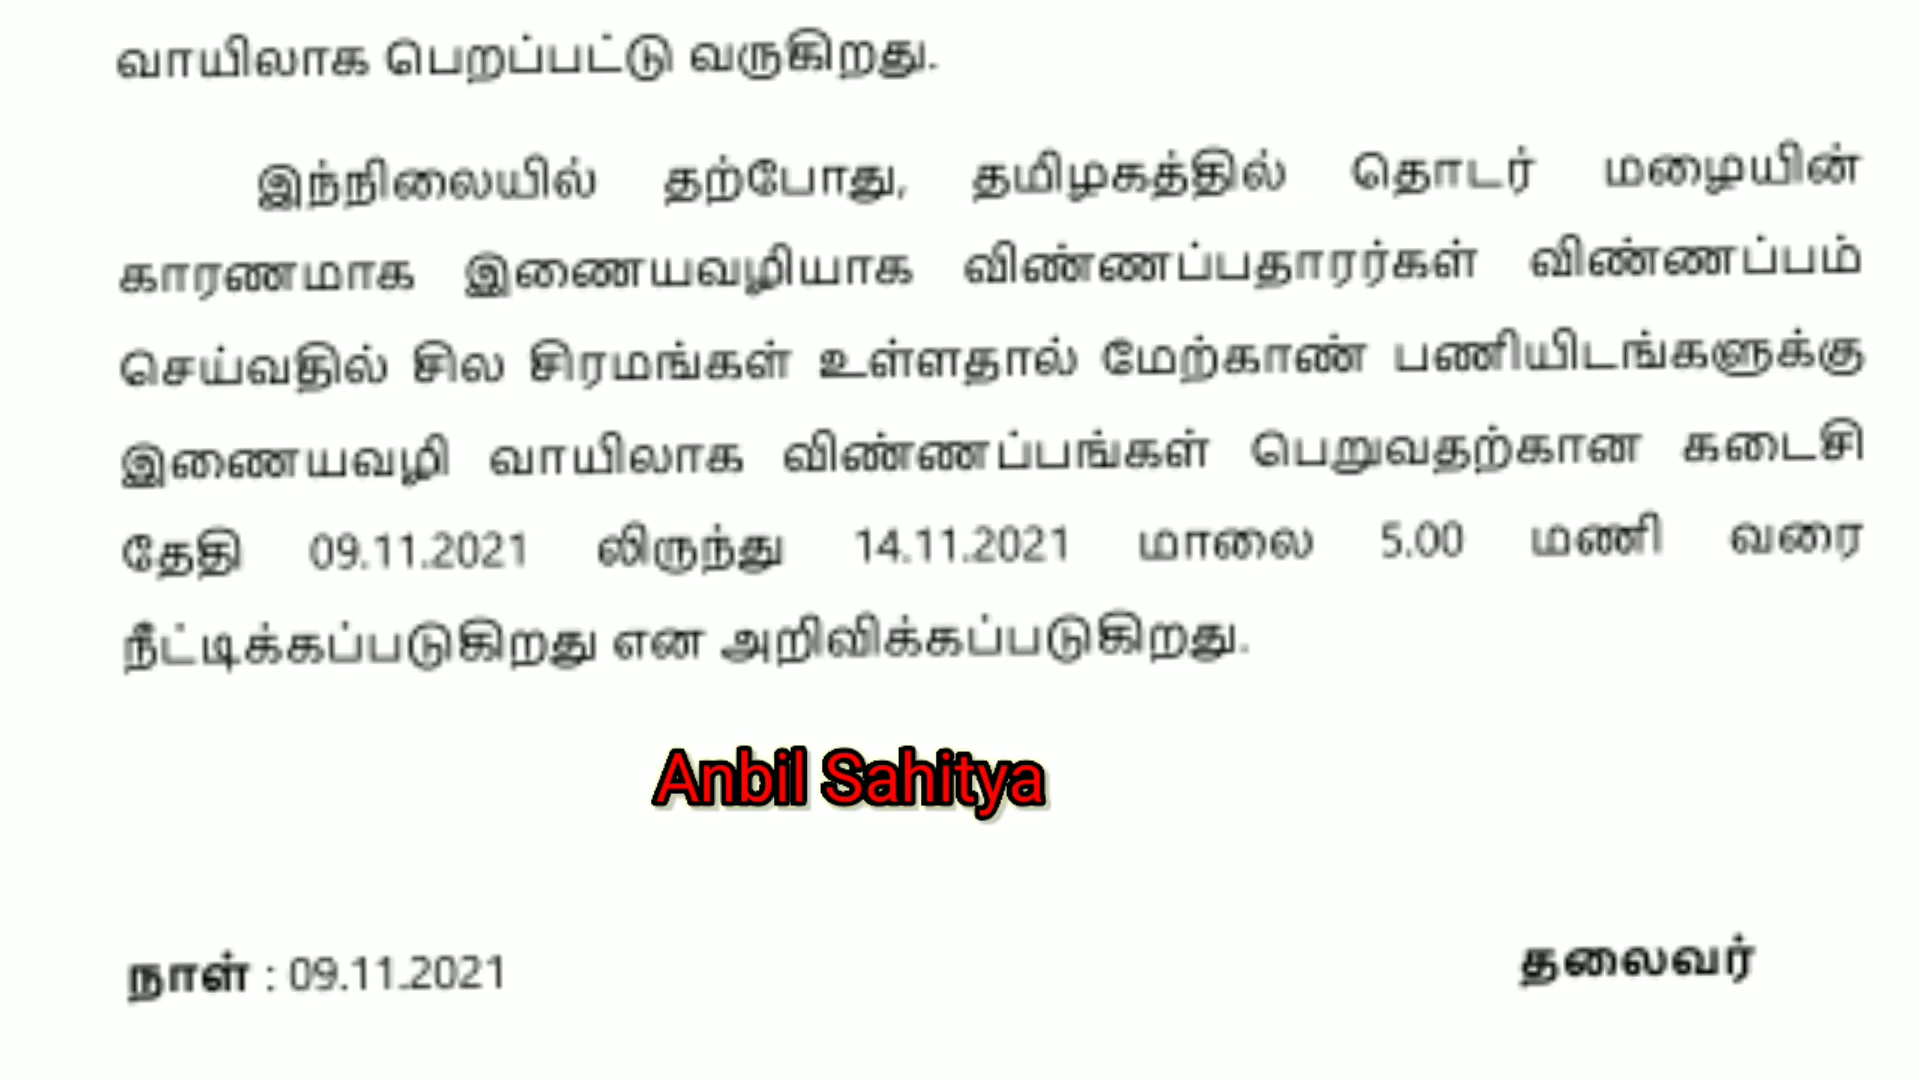 வாயிலாக பெறப்பட்டு வருகிறது.
இந்நிலையில் தற்போது, தமிழகத்தில் தொடர் மழையின்
காரணமாக இணையவழியாக விண்ணப்பதாரர்கள் விண்ணப்பம்
செய்வதில் சில சிரமங்கள் உள்ளதால் மேற்காண் பணியிடங்களுக்கு
இணையவழி வாயிலாக விண்ணப்பங்கள் பெறுவதற்கான கடைசி
தேதி 09.11.2021 லிருந்து 14.11.2021 மாலை 5.00 மணி வரை
நீட்டிக்கப்படுகிறது என அறிவிக்கப்படுகிறது.
Anbil Sahitya
நாள் : 09.11.2021 தலைவர்